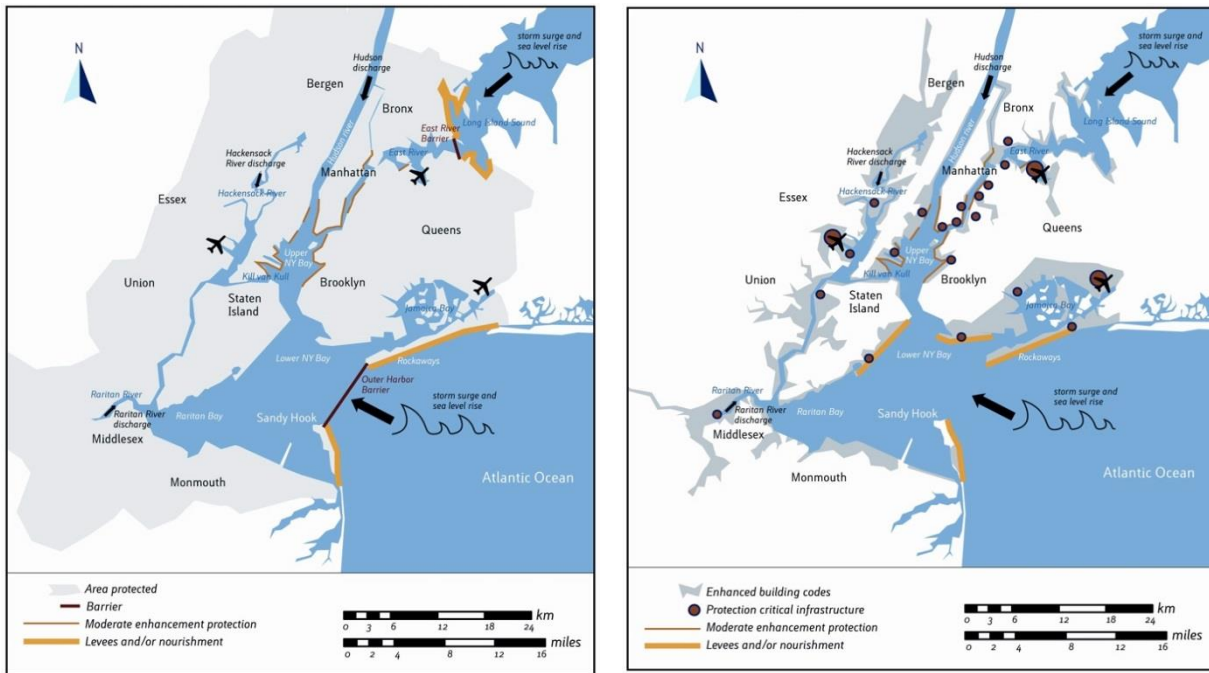 N
storm surge and
sea level rise
Hudson
discharge
Bergen
Bronx
Long Island Sound
East River
Barrier
Hudson river
East River
Hackensack
River discharge
Manhattan
Hackensack River
Essex
Queens
Upper
NY Bay
Kill van Kull
Union
Brooklyn
Staten
Island
Jamaica Bay
Lower NY Bay
Rockaways
Outer Harbor
Barrier
Raritan River
Raritan River
discharge
Raritan Bay
Sandy Hook
storm surge and
sea level rise
Middlesex
Monmouth
Atlantic Ocean
Area protected
Barrier
Moderate enhancement protection
Levees and/or nourishment
km
0 3 6 12 18 24
miles
0 2 4 8 12 16
N
storm surge and
sea level rise
Hudson
discharge
Bergen
Bronx
Long Island Sound
Hudson river
East River
Hackensack
River discharge
Manhattan
Hackensack River
Essex
Queens
Upper
NY Bay
Kill van Kull
Union
Brooklyn
Staten
Island
Jamaica Bay
Lower NY Bay
Rockaways
Raritan River
Raritan River
discharge
Raritan Bay
Sandy Hook
storm surge and
sea level rise
Middlesex
Monmouth
Atlantic Ocean
Enhanced building codes
Protection critical infrastructure
Moderate enhancement protection
Levees and/or nourishment
km
0 3 6 12 18 24
miles
0 2 4 8 12 16